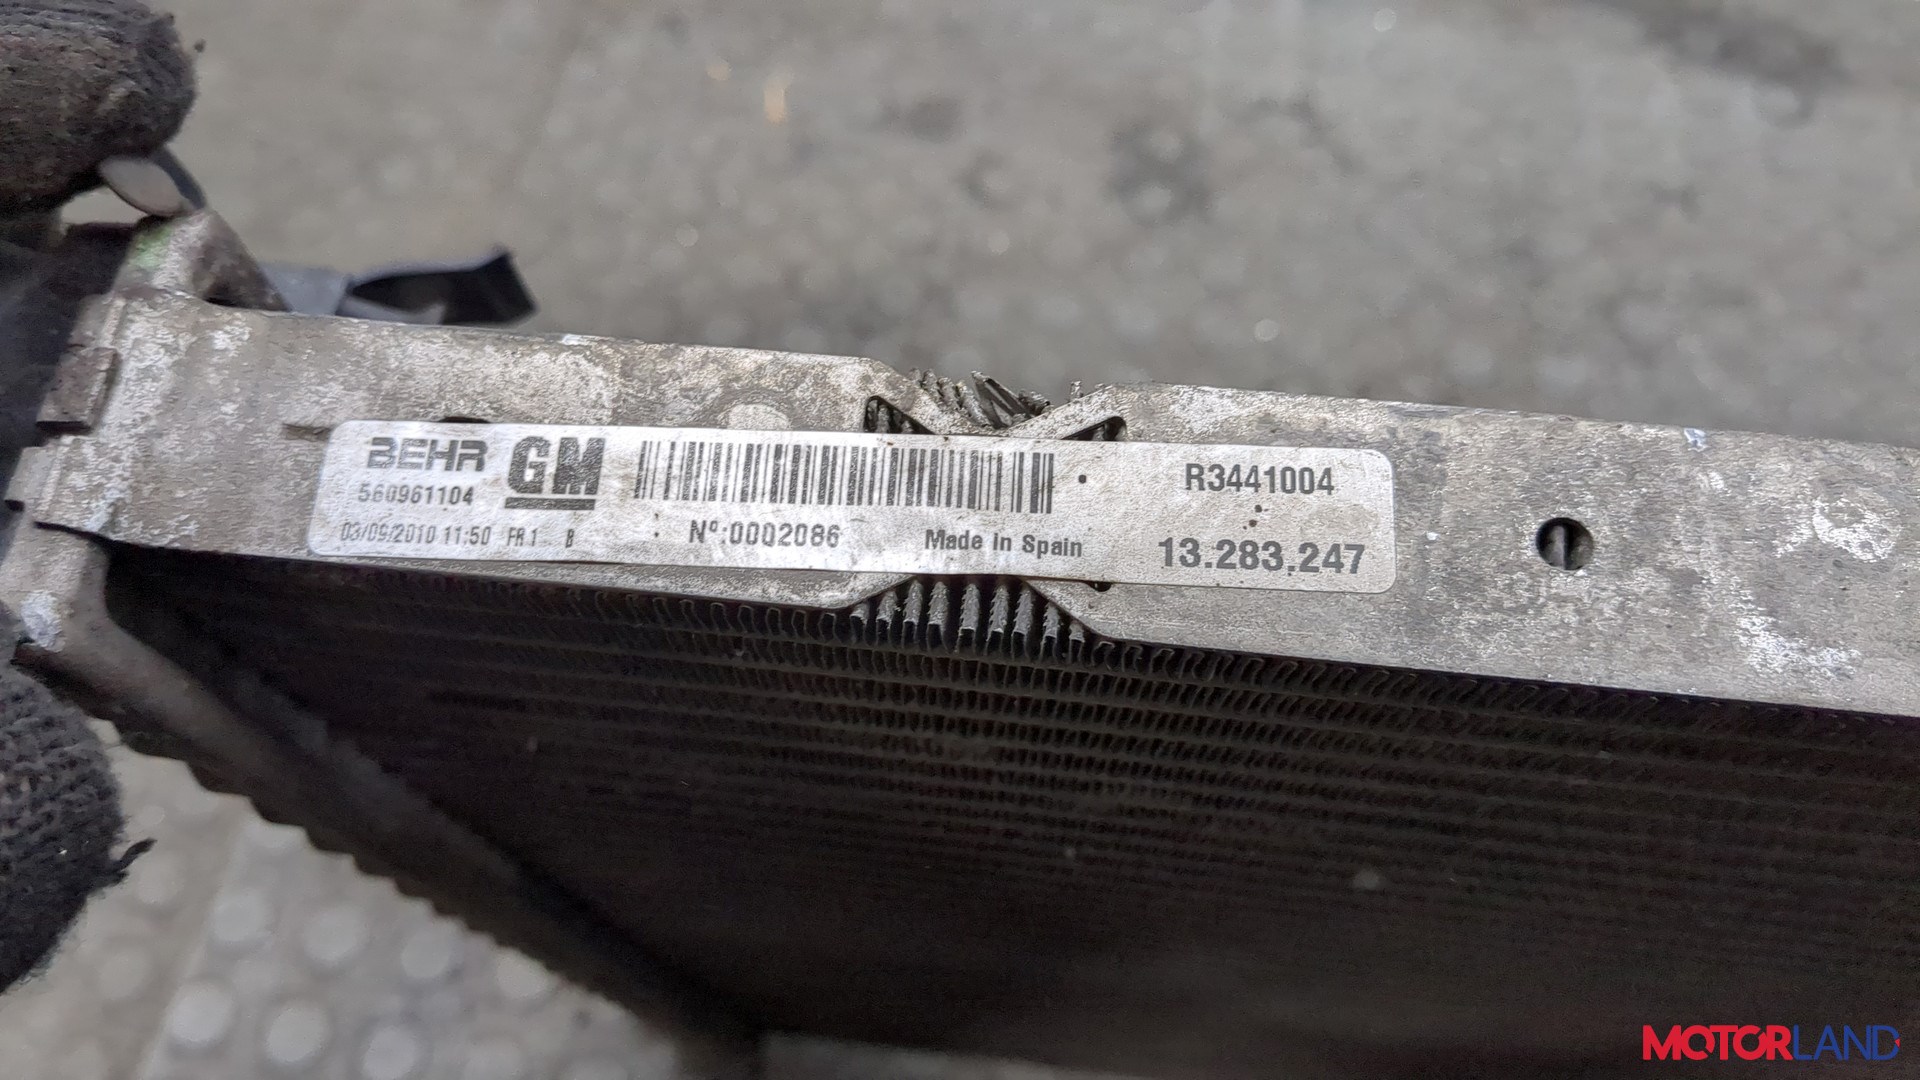 BEHR GM R3441004
560961104
03/09/2010 11:50 FR 1 B Nº:0002086 Made in Spain 13.283.247
MOTORLAND